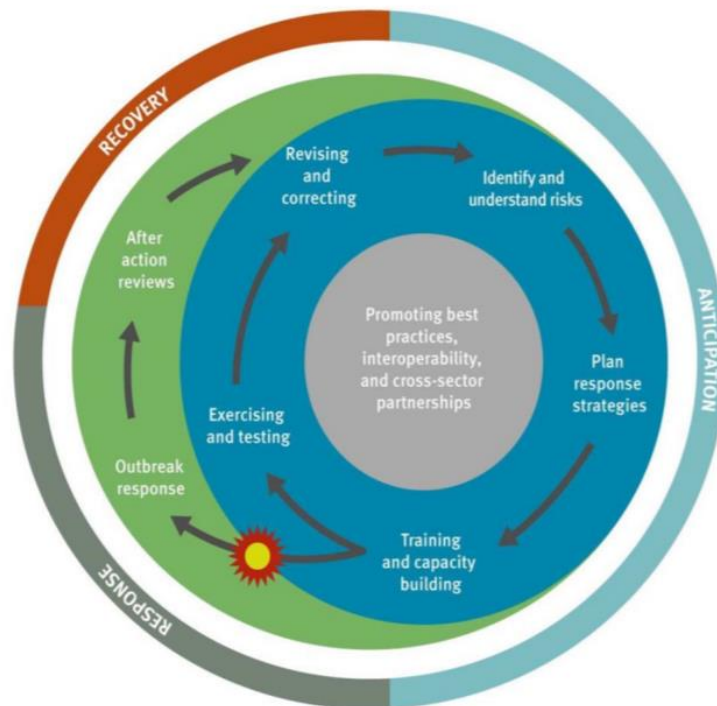 RECOVERY
ANTICIPATION
RESPONSE
Revising
and
correcting
Identify and
understand risks
Plan
response
strategies
Training
and capacity
building
Exercising
and testing
Outbreak
response
After
action
reviews
Promoting best
practices,
interoperability,
and cross-sector
partnerships